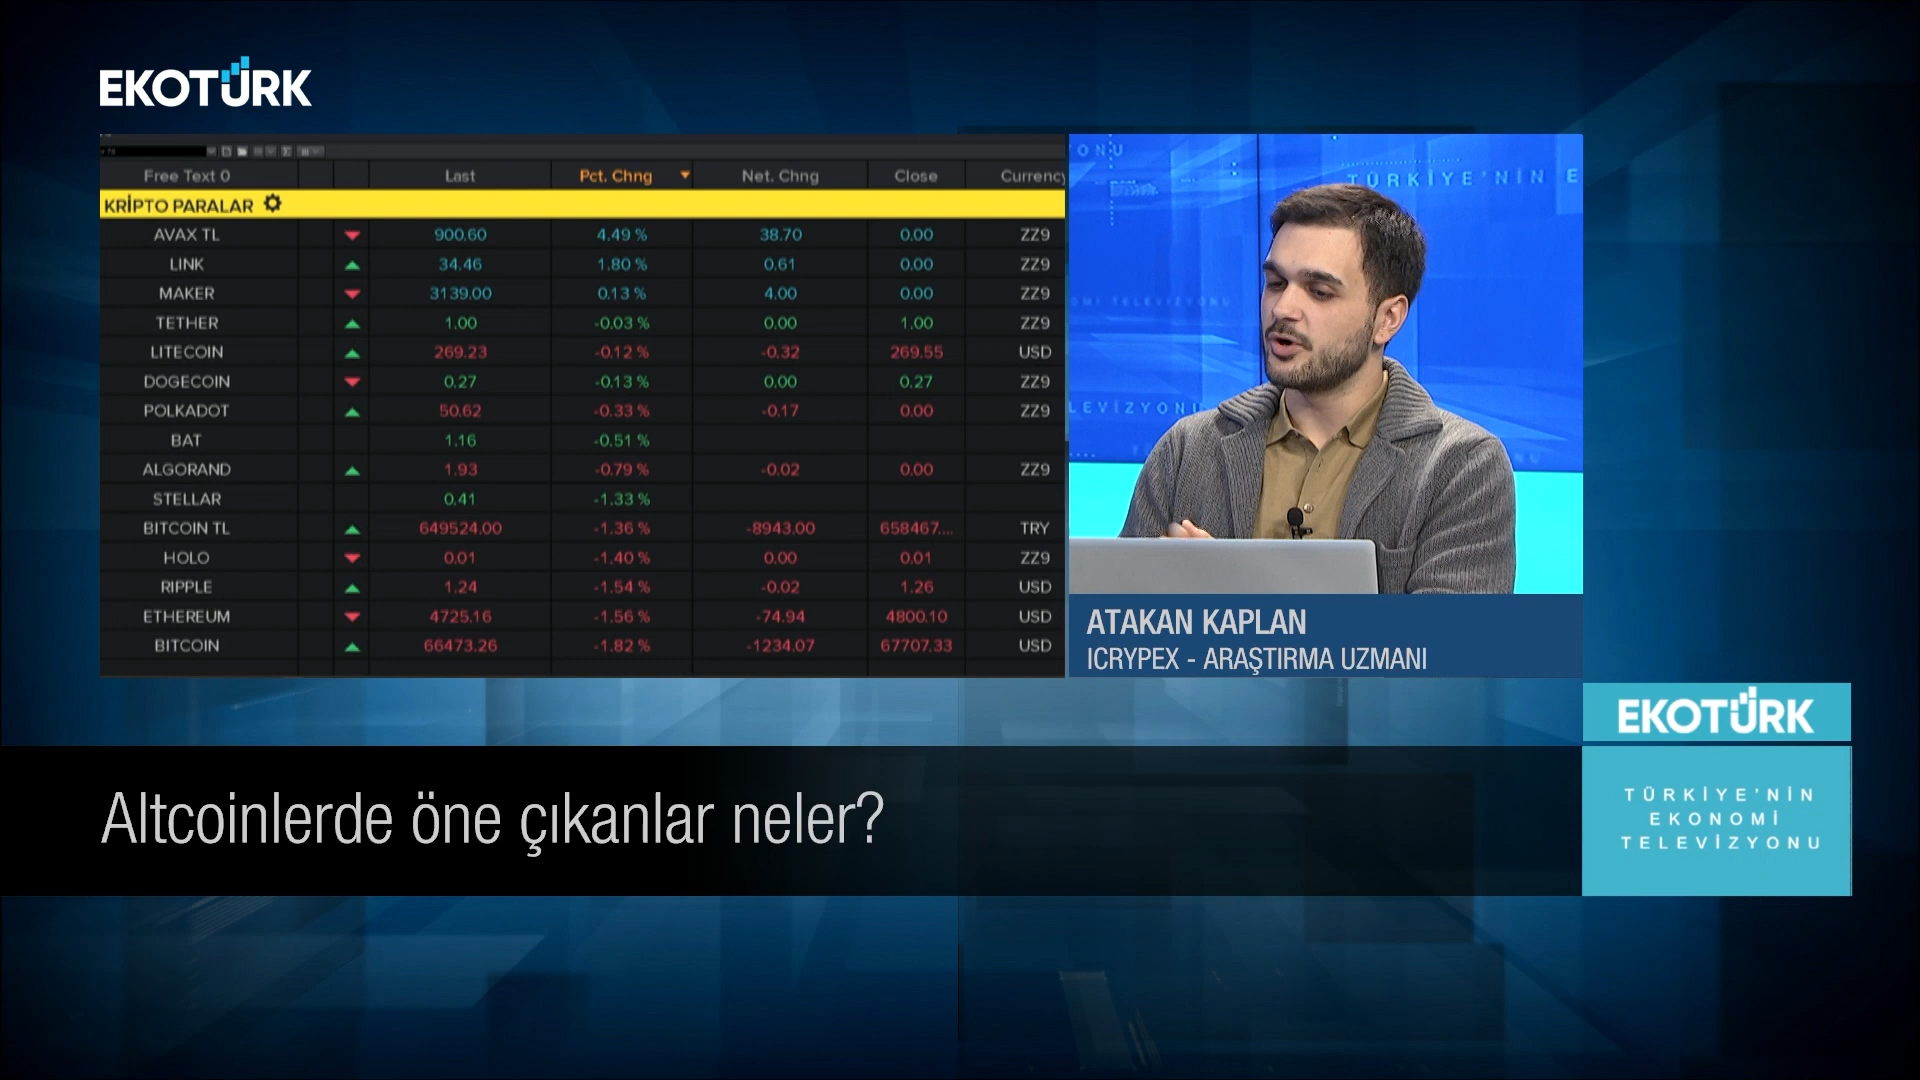 EKOTÜRK
Free Text 0 Last Pct. Chng Net. Chng Close Currency
KRİPTO PARALAR
AVAX TL 900.60 4.49 % 38.70 0.00 ZZ9
LINK 34.46 1.80 % 0.61 0.00 ZZ9
MAKER 3139.00 0.13 % 4.00 0.00 ZZ9
TETHER 1.00 -0.03 % 0.00 1.00 ZZ9
LITECOIN 269.23 -0.12 % -0.32 269.55 USD
DOGECOIN 0.27 -0.13 % 0.00 0.27 ZZ9
POLKADOT 50.62 -0.33 % -0.17 0.00 ZZ9
BAT 1.16 -0.51 %
ALGORAND 1.93 -0.79 % -0.02 0.00 ZZ9
STELLAR 0.41 -1.33 %
BITCOIN TL 649524.00 -1.36 % -8943.00 658467.... TRY
HOLO 0.01 -1.40 % 0.00 0.01 ZZ9
RIPPLE 1.24 -1.54 % -0.02 1.26 USD
ETHEREUM 4725.16 -1.56 % -74.94 4800.10 USD
BITCOIN 66473.26 -1.82 % -1234.07 67707.33 USD
ONU
TÜRKİYE'NİN E
OMİ TELEVİZYONU
LEVİZYONU
ATAKAN KAPLAN
ICRYPEX - ARAŞTIRMA UZMANI
EKOTÜRK
Altcoinlerde öne çıkanlar neler?
TÜRKİYE'NİN
EKONOMİ
TELEVİZYONU